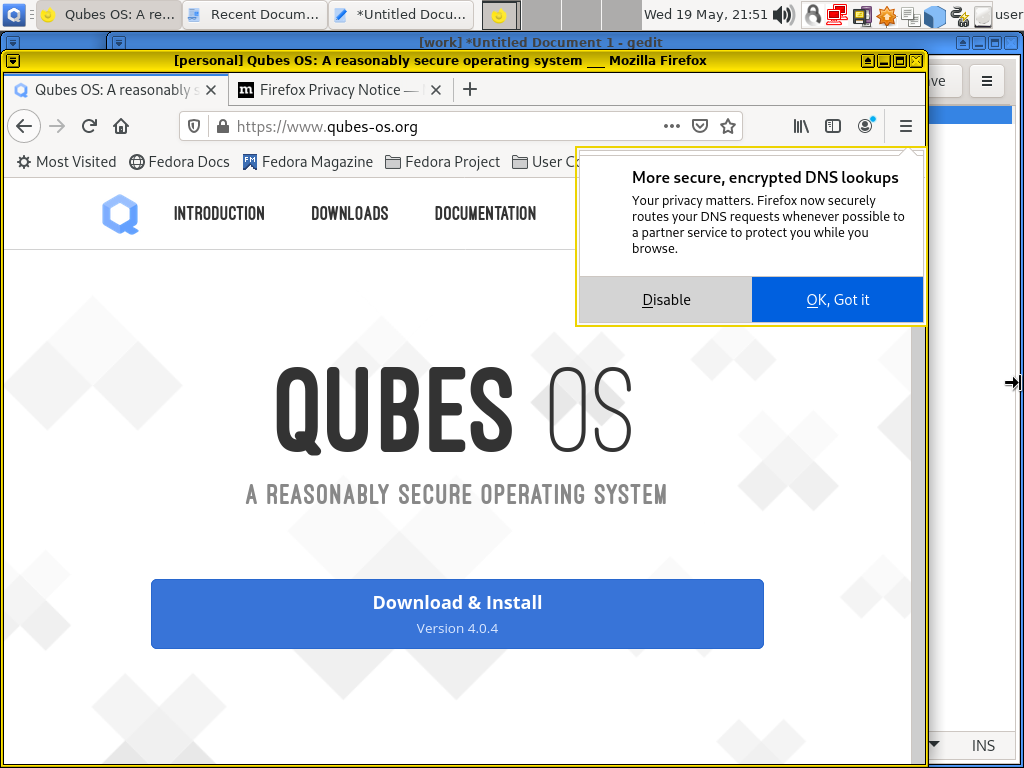 Qubes OS: A re...
Recent Docum...
*Untitled Docu...
Wed 19 May, 21:51
user
[work] *Untitled Document 1 - gedit
[personal] Qubes OS: A reasonably secure operating system __ Mozilla Firefox
Qubes OS: A reasonably s
m Firefox Privacy Notice —
ve
https://www.qubes-os.org
Most Visited
Fedora Docs
Fedora Magazine
Fedora Project
User Co
More secure, encrypted DNS lookups
Your privacy matters. Firefox now securely
routes your DNS requests whenever possible to
a partner service to protect you while you
browse.
Disable
OK, Got it
INTRODUCTION
DOWNLOADS
DOCUMENTATION
QUBES OS
A REASONABLY SECURE OPERATING SYSTEM
Download & Install
Version 4.0.4
INS